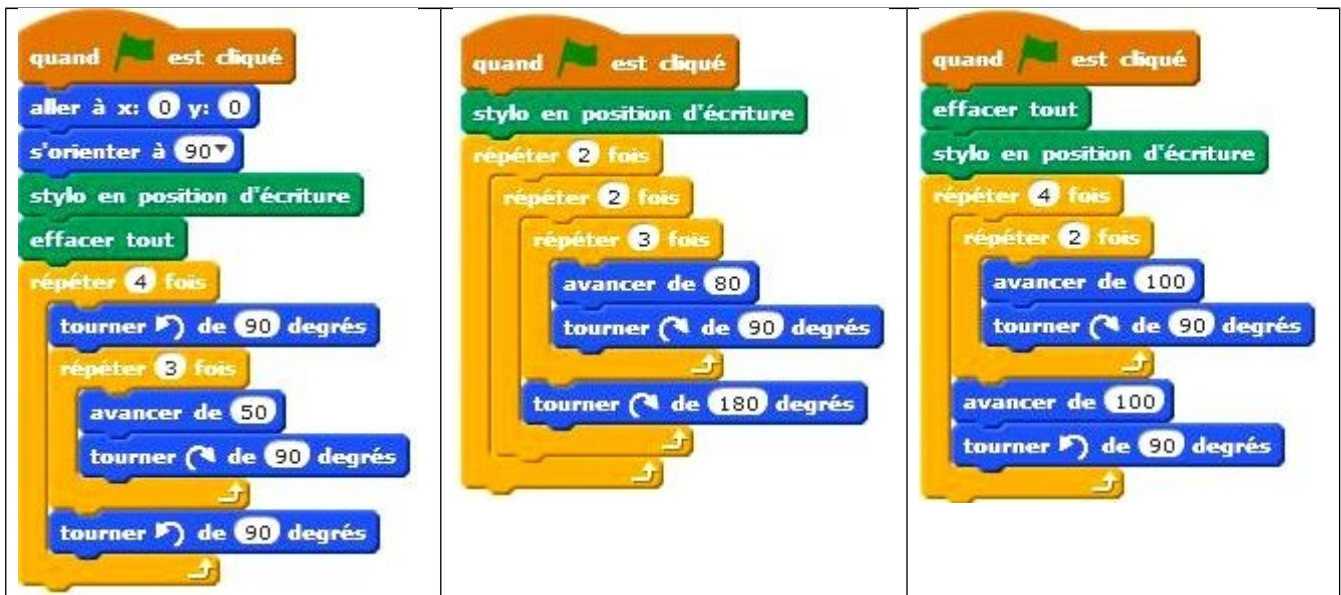 quand est cliqué
aller à x: 0 y: 0
s'orienter à 90
stylo en position d'écriture
effacer tout
répéter 4 fois
tourner de 90 degrés
répéter 3 fois
avancer de 50
tourner de 90 degrés
tourner de 90 degrés
quand est cliqué
stylo en position d'écriture
répéter 2 fois
répéter 2 fois
répéter 3 fois
avancer de 80
tourner de 90 degrés
tourner de 180 degrés
quand est cliqué
effacer tout
stylo en position d'écriture
répéter 4 fois
répéter 2 fois
avancer de 100
tourner de 90 degrés
avancer de 100
tourner de 90 degrés